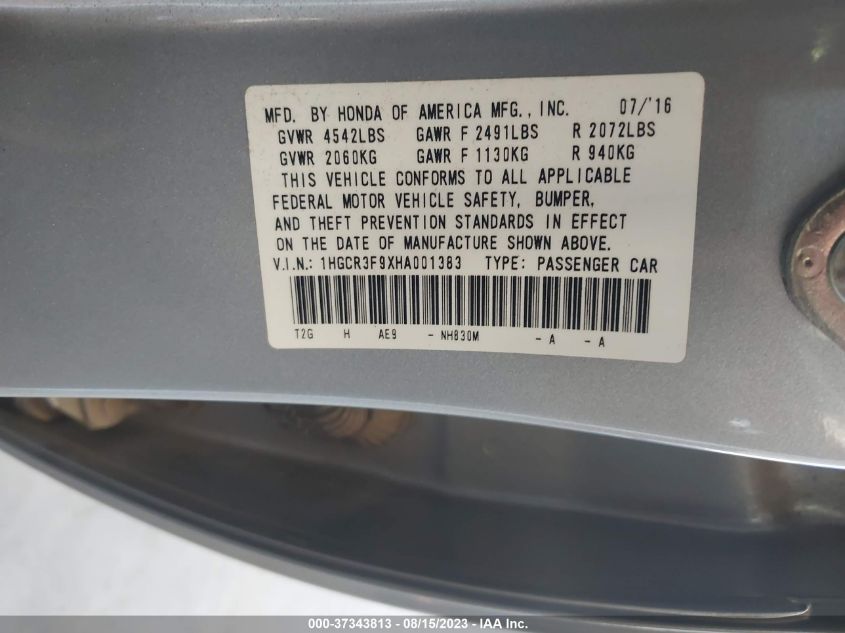 MFD. BY HONDA OF AMERICA MFG., INC. 07/'16
GVWR 4542LBS GAWR F 2491LBS R 2072LBS
GVWR 2060KG GAWR F 1130KG R 940KG
THIS VEHICLE CONFORMS TO ALL APPLICABLE
FEDERAL MOTOR VEHICLE SAFETY, BUMPER,
AND THEFT PREVENTION STANDARDS IN EFFECT
ON THE DATE OF MANUFACTURE SHOWN ABOVE.
V.I.N.: 1HGCR3F9XHA001383 TYPE: PASSENGER CAR
T2G H AE9 - NH830M - A - A
000-37343813 - 08/15/2023 - IAA Inc.